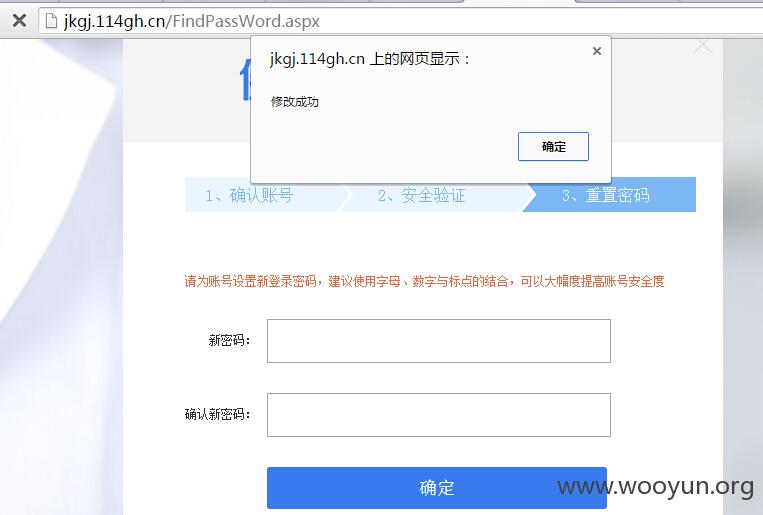 jkgj.114gh.cn/FindPassWord.aspx
jkgj.114gh.cn 上的网页显示：
修改成功
确定
1、确认账号
2、安全验证
3、重置密码
请为账号设置新登录密码，建议使用字母、数字与标点的结合，可以大幅度提高账号安全度
新密码：
确认新密码：
确定
www.wooyun.org